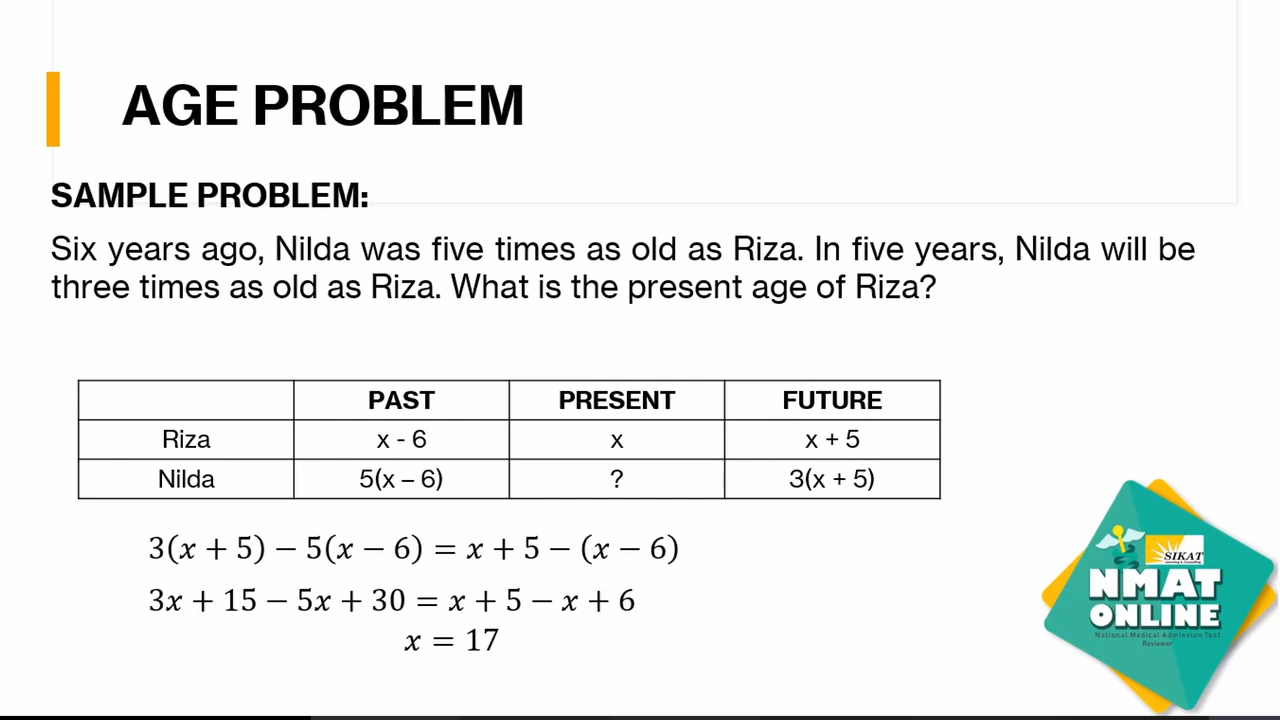 AGE PROBLEM
SAMPLE PROBLEM:
Six years ago, Nilda was five times as old as Riza. In five years, Nilda will be
three times as old as Riza. What is the present age of Riza?
PAST PRESENT FUTURE
Riza x - 6 x x + 5
Nilda 5(x – 6) ? 3(x + 5)
3(x + 5) − 5(x − 6) = x + 5 − (x − 6)
3x + 15 − 5x + 30 = x + 5 − x + 6
x = 17
SIKAT
NMAT
ONLINE
National Medical Admission Test
Reviewer